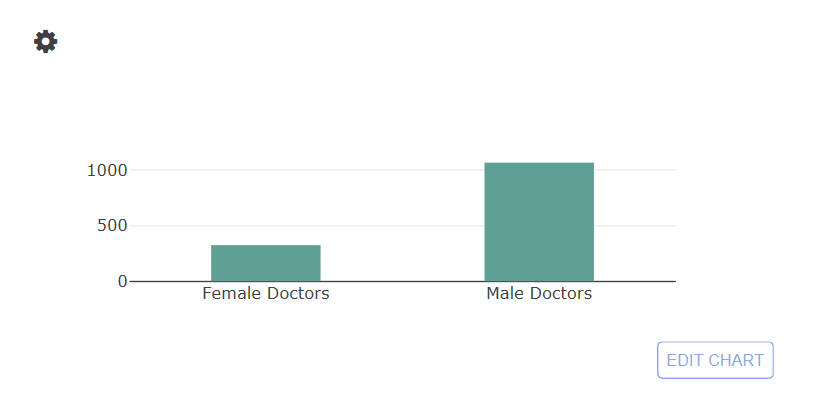 1000
500
0
Female Doctors Male Doctors
EDIT CHART